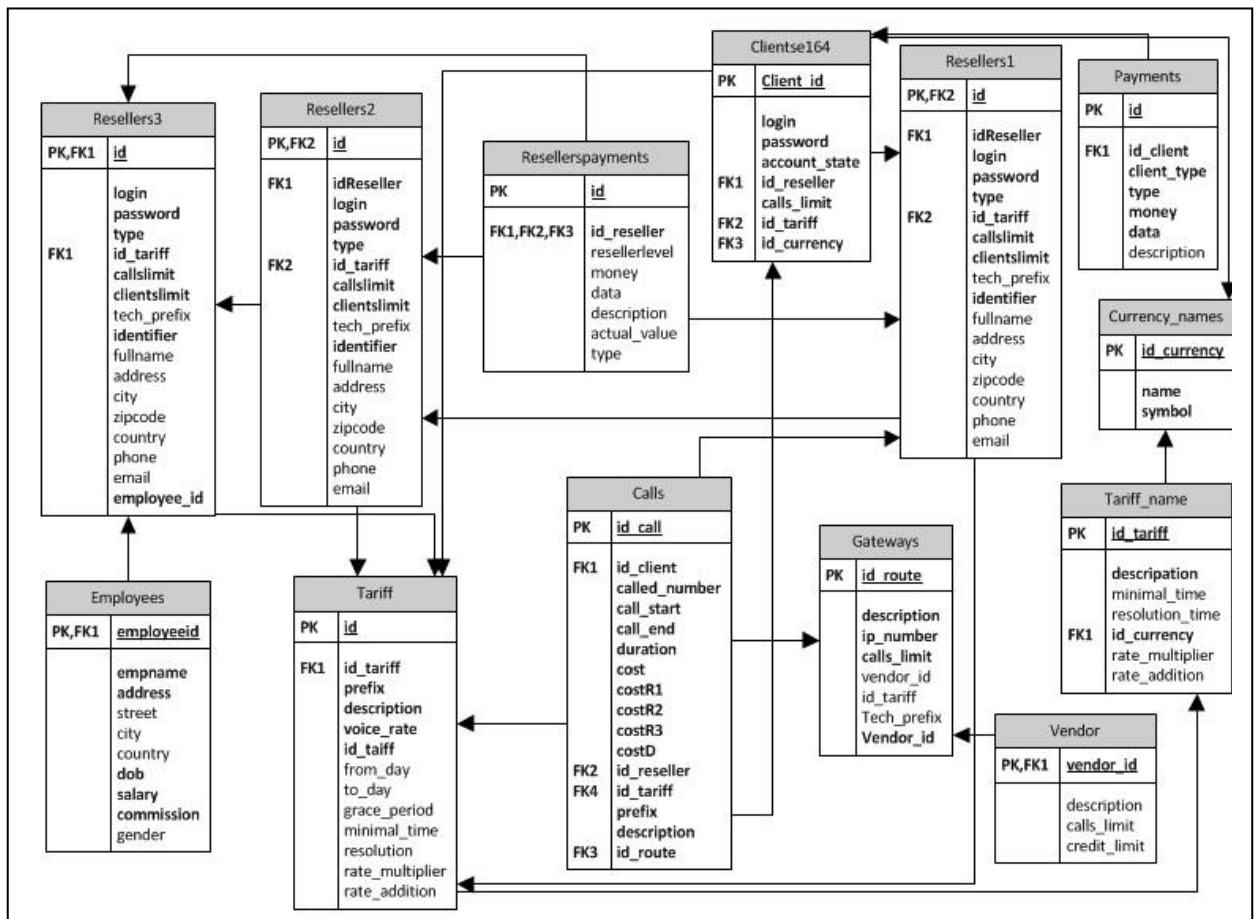 Resellers3
PK,FK1 id
login
password
type
FK1 id_tariff
callslimit
clientslimit
tech_prefix
identifier
fullname
address
city
zipcode
country
phone
email
employee_id
Resellers2
PK,FK2 id
FK1 idReseller
login
password
type
FK2 id_tariff
callslimit
clientslimit
tech_prefix
identifier
fullname
address
city
zipcode
country
phone
email
Resellerspayments
PK id
FK1,FK2,FK3 id_reseller
resellerlevel
money
data
description
actual_value
type
Clientse164
PK Client_id
login
password
account_state
FK1 id_reseller
calls_limit
FK2 id_tariff
FK3 id_currency
Resellers1
PK,FK2 id
FK1 idReseller
login
password
type
FK2 id_tariff
callslimit
clientslimit
tech_prefix
identifier
fullname
address
city
zipcode
country
phone
email
Payments
PK id
FK1 id_client
client_type
type
money
data
description
Currency_names
PK id_currency
name
symbol
Employees
PK,FK1 employeeid
empname
address
street
city
country
dob
salary
commission
gender
Tariff
PK id
FK1 id_tariff
prefix
description
voice_rate
id_taiff
from_day
to_day
grace_period
minimal_time
resolution
rate_multiplier
rate_addition
Calls
PK id_call
FK1 id_client
called_number
call_start
call_end
duration
cost
costR1
costR2
costR3
costD
FK2 id_reseller
FK4 id_tariff
prefix
description
FK3 id_route
Gateways
PK id_route
description
ip_number
calls_limit
vendor_id
id_tariff
Tech_prefix
Vendor_id
Tariff_name
PK id_tariff
descripation
minimal_time
resolution_time
FK1 id_currency
rate_multiplier
rate_addition
Vendor
PK,FK1 vendor_id
description
calls_limit
credit_limit